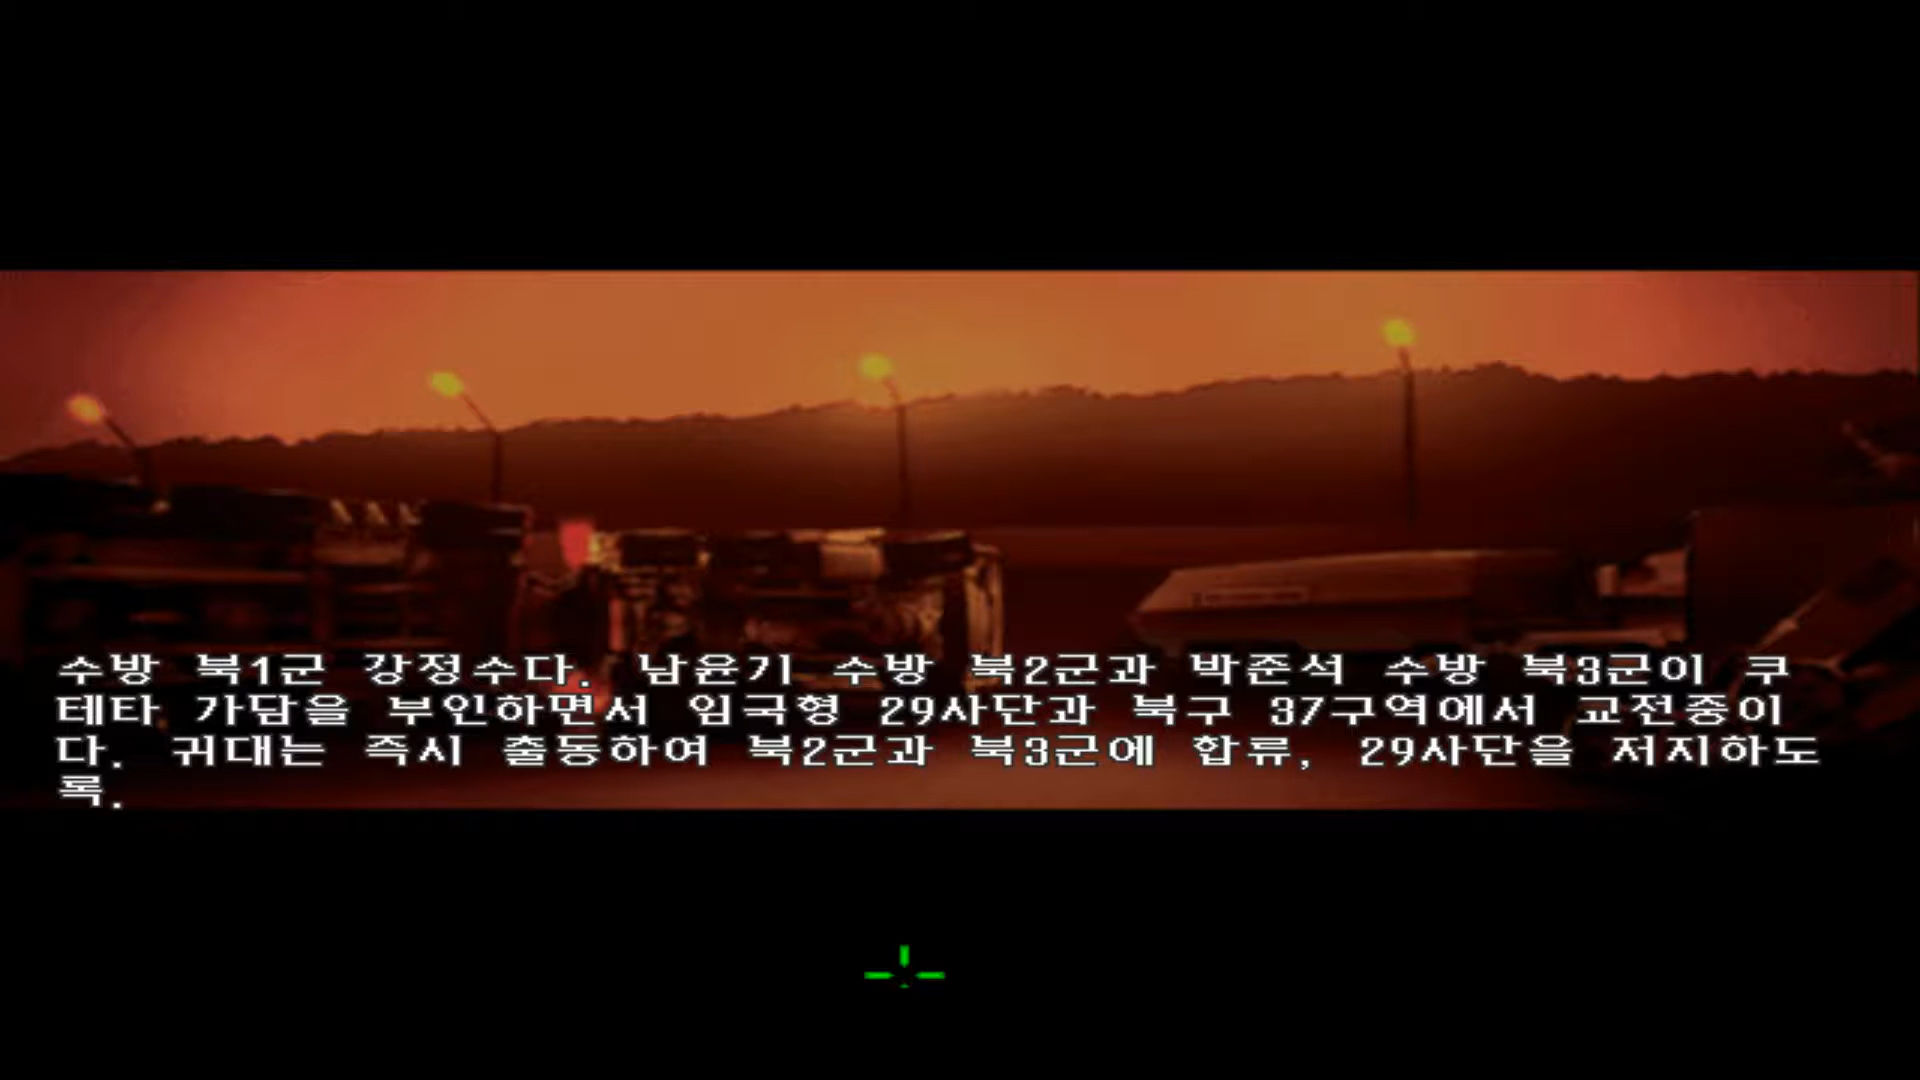 수방 북1군 강정수다. 남윤기 수방 북2군과 박준석 수방 북3군이 쿠
테타 가담을 부인하면서 임국형 29사단과 북구 37구역에서 교전중이
다. 귀대는 즉시 출동하여 북2군과 북3군에 합류, 29사단을 저지하도
록.